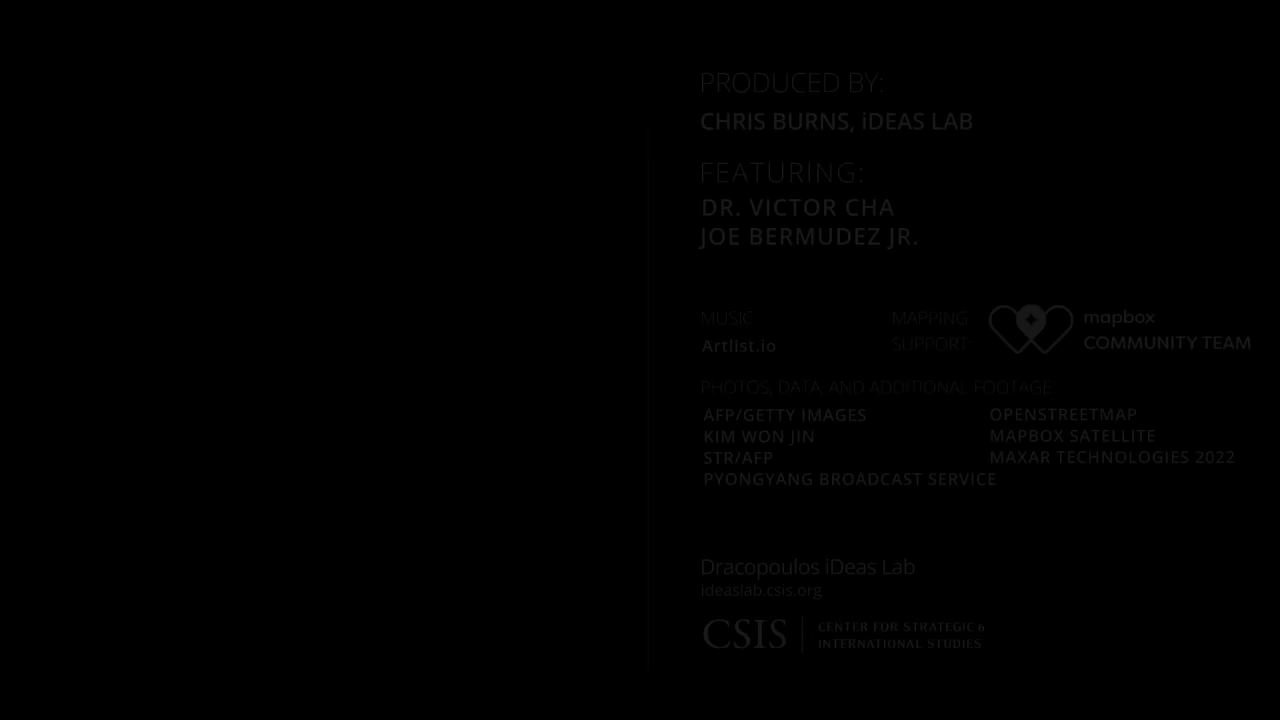 PRODUCED BY:
CHRIS BURNS, iDEAS LAB
FEATURING:
DR. VICTOR CHA
JOE BERMUDEZ JR.
MUSIC
Artlist.io
MAPPING
SUPPORT
mapbox
COMMUNITY TEAM
PHOTOS, DATA, AND ADDITIONAL FOOTAGE:
AFP/GETTY IMAGES
KIM WON JIN
STR/AFP
PYONGYANG BROADCAST SERVICE
OPENSTREETMAP
MAPBOX SATELLITE
MAXAR TECHNOLOGIES 2022
Dracopoulos iDeas Lab
ideaslab.csis.org
CSIS
CENTER FOR STRATEGIC &
INTERNATIONAL STUDIES